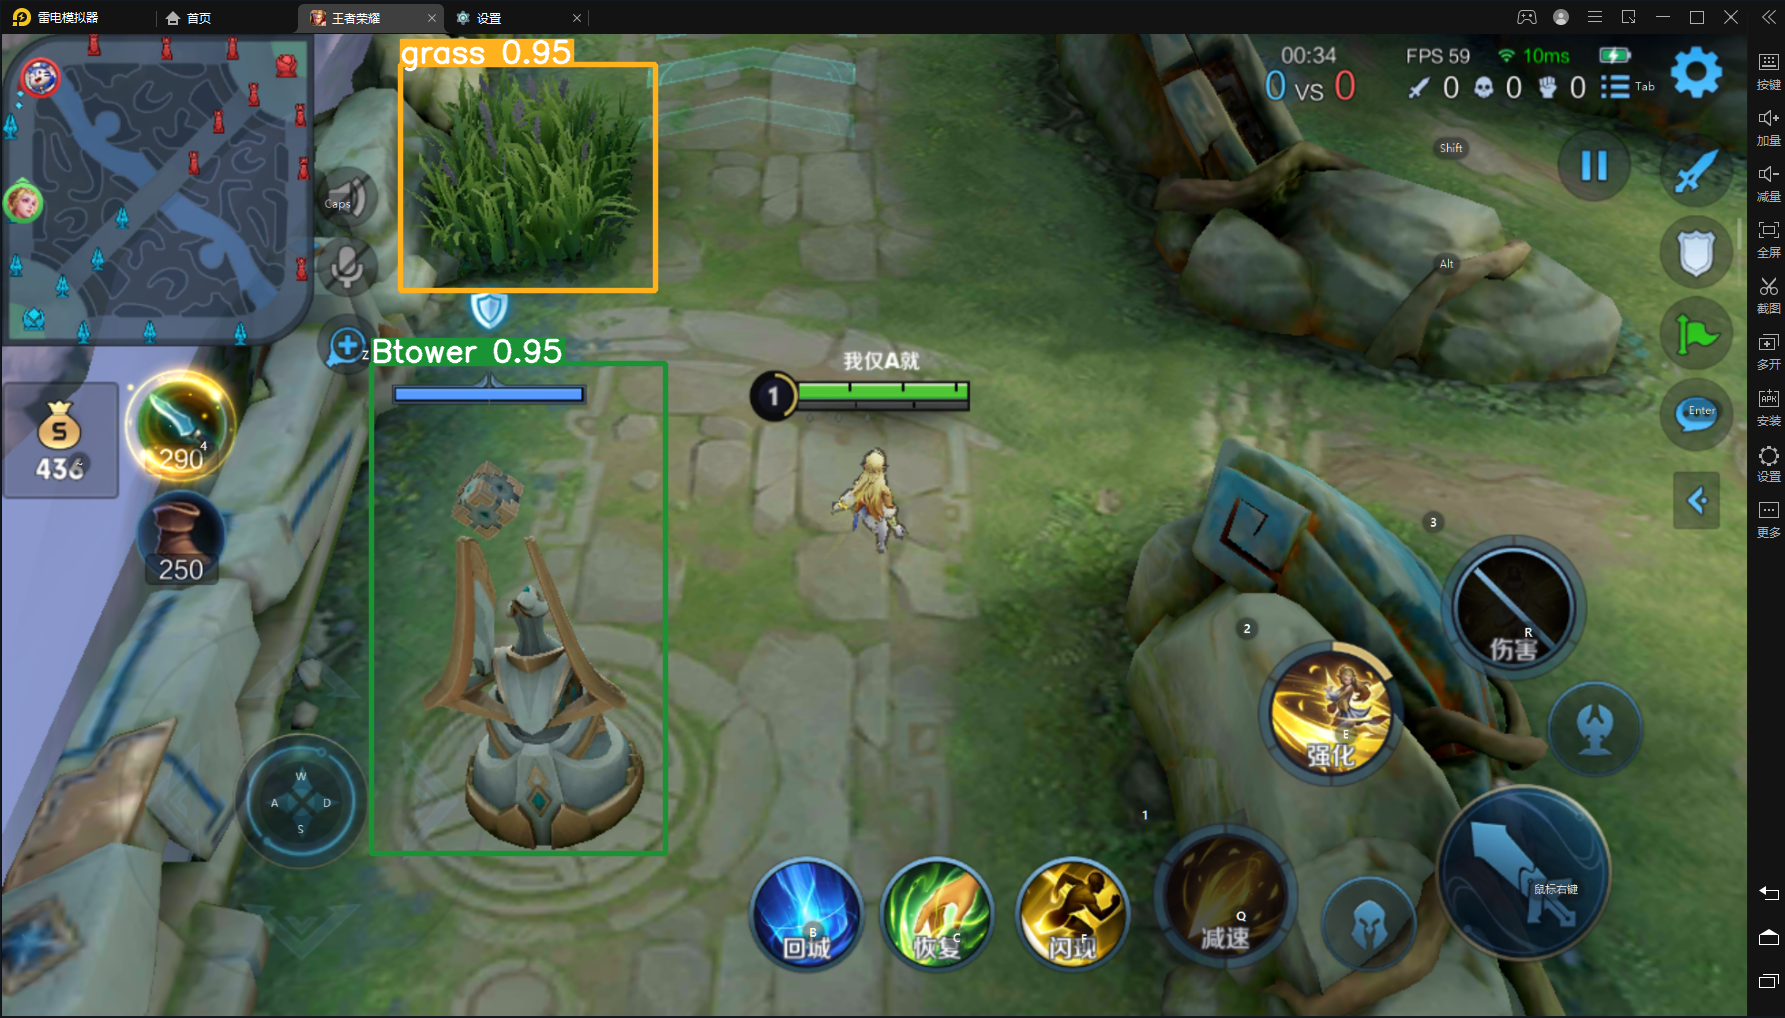 雷电模拟器
首页
王者荣耀
设置
grass 0.95
00:34
FPS 59
10ms
0 VS 0
0
0
0
Tab
按键
加量
减量
全屏
截图
多开
安装
设置
更多
Shift
Caps
Alt
Z
Btower 0.95
我仅A就
1
Enter
4
290
436
250
3
2
R
伤害
E
强化
W
A
D
S
1
B
回城
C
恢复
F
闪现
Q
减速
鼠标右键